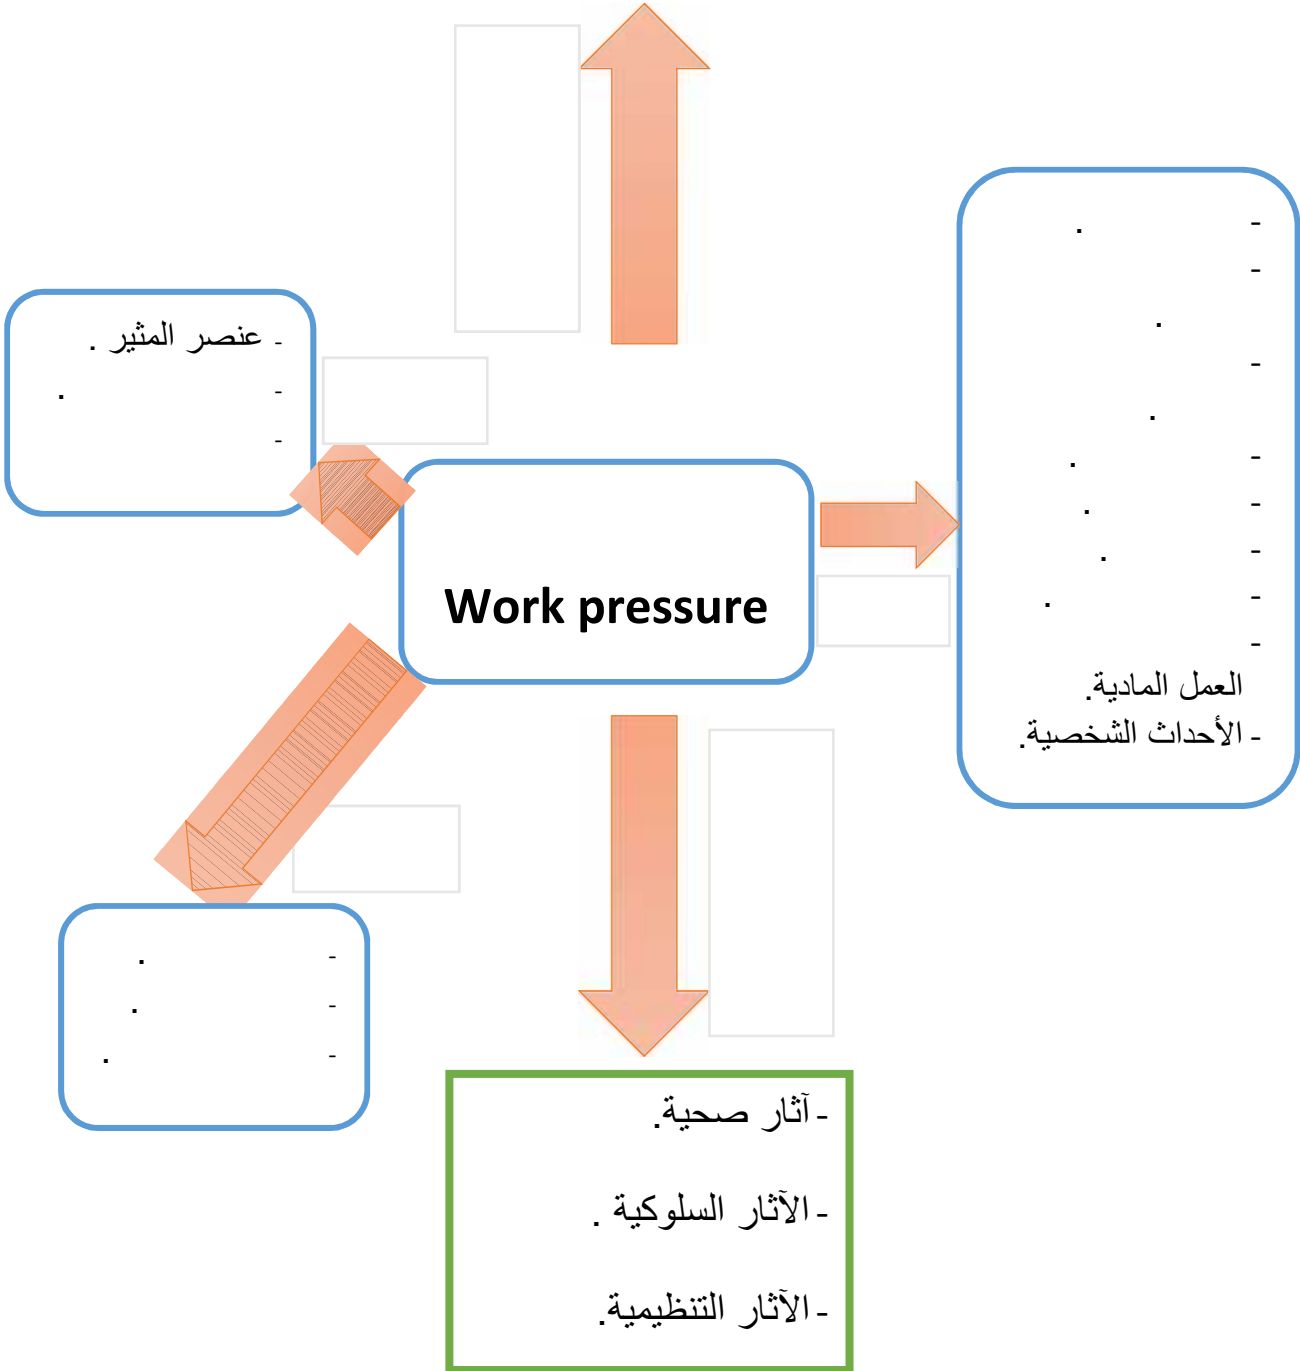 - عنصر المثير .
- .
-
Work pressure
- .
-
.
-
.
- .
- .
- .
- .
-
العمل المادية.
- الأحداث الشخصية.
- .
- .
- .
- آثار صحية.
- الآثار السلوكية .
- الآثار التنظيمية.